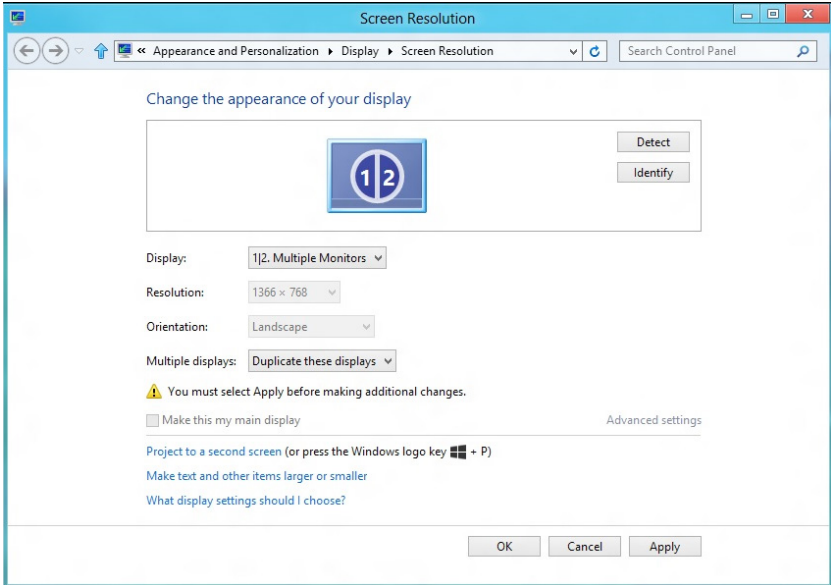 Screen Resolution
« Appearance and Personalization Display Screen Resolution
Search Control Panel
Change the appearance of your display
1|2
Detect
Identify
Display: 1|2. Multiple Monitors
Resolution: 1366 × 768
Orientation: Landscape
Multiple displays: Duplicate these displays
You must select Apply before making additional changes.
Make this my main display Advanced settings
Project to a second screen (or press the Windows logo key + P)
Make text and other items larger or smaller
What display settings should I choose?
OK Cancel Apply